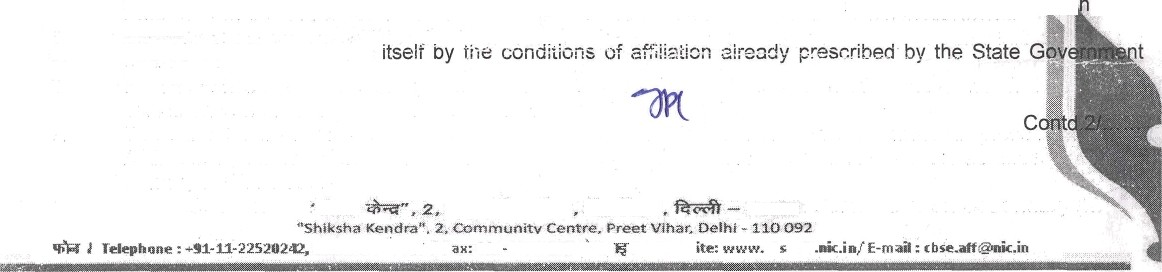 n
itself by the conditions of affiliation already prescribed by the State Government
Contd.2/......
केन्द्र", 2, , , दिल्ली –
"Shiksha Kendra", 2, Community Centre, Preet Vihar, Delhi - 110 092
फोन / Telephone : +91-11-22520242, ax: - ite: www. s .nic.in/ E-mail : cbse.aff@nic.in